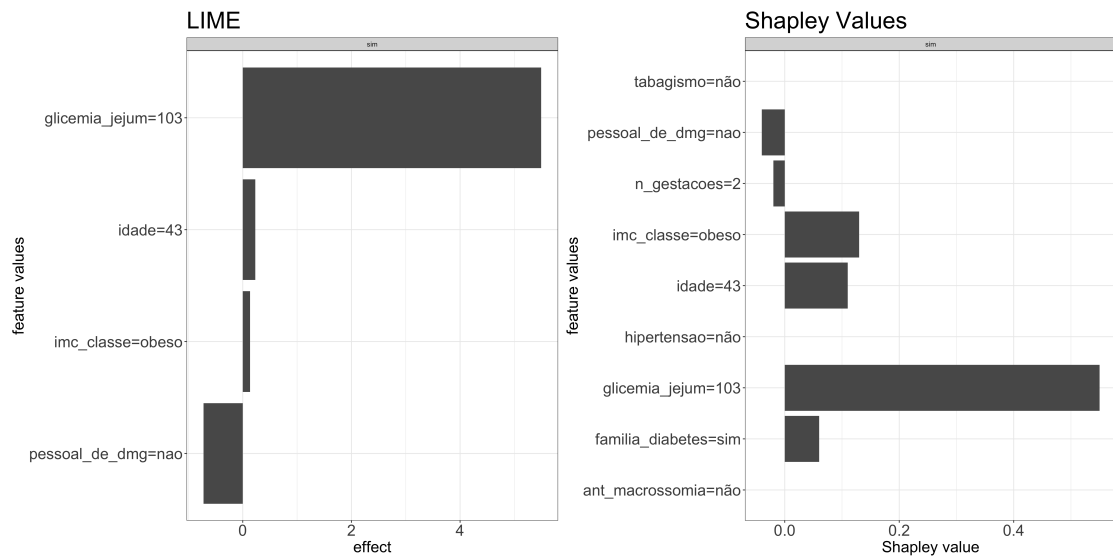 LIME
sim
feature values
glicemia_jejum=103
idade=43
imc_classe=obeso
pessoal_de_dmg=nao
0 2 4
effect
Shapley Values
sim
feature values
tabagismo=não
pessoal_de_dmg=nao
n_gestacoes=2
imc_classe=obeso
idade=43
hipertensao=não
glicemia_jejum=103
familia_diabetes=sim
ant_macrossomia=não
0.0 0.2 0.4
Shapley value